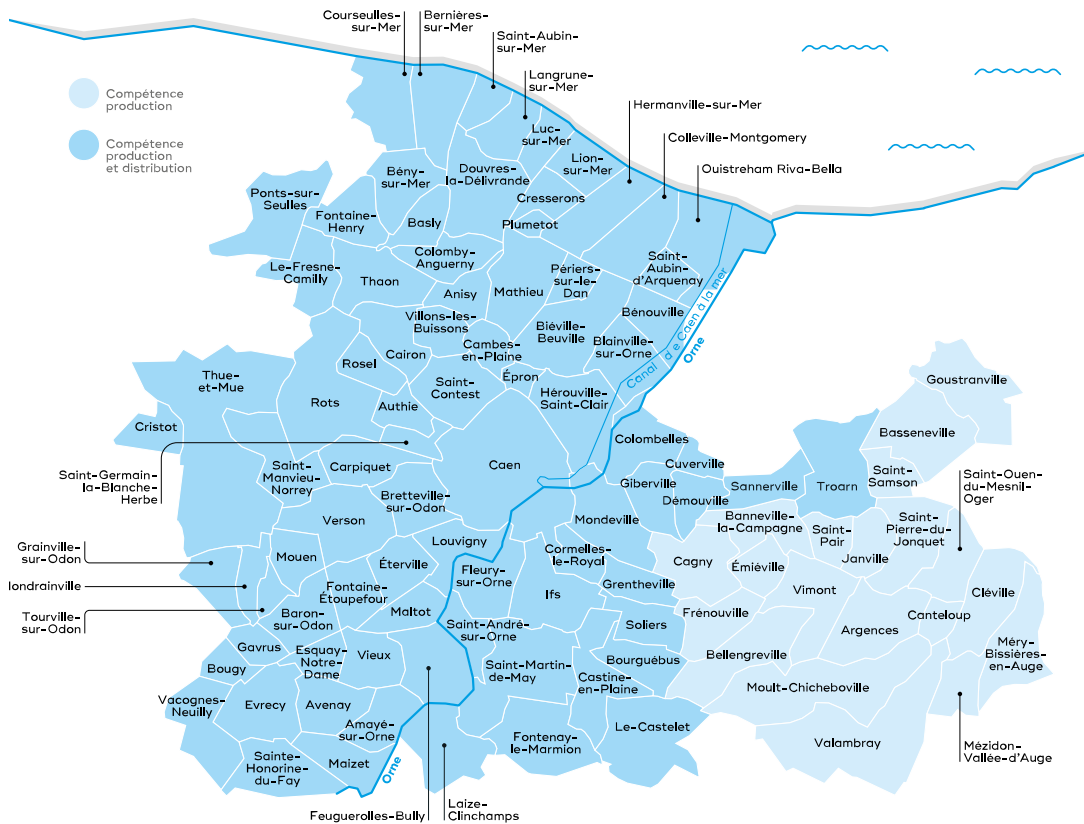 Courseulles-
sur-Mer
Bernières-
sur-Mer
Saint-Aubin
sur-Mer
Langrune-
sur-Mer
Hermanville-sur-Mer
Colleville-Montgomery
Ouistreham Riva-Bella
Compétence
production
Compétence
production
et distribution
Luc-
sur-Mer
Lion-
sur-Mer
Bény-
sur-Mer
Douvres-
la-Délivrande
Cresserons
Ponts-sur-
Seulles
Fontaine-
Henry
Basly
Plumetot
Colomby-
Anguerny
Saint-
Aubin-
d'Arquenay
Le-Fresne-
Camilly
Thaon
Anisy
Mathieu
Périers-
sur-le-
Dan
Villons-les-
Buissons
Bénouville
Biéville-
Beuville
Blainville-
sur-Orne
Canal de Caen à la mer
Orne
Cambes-
en-Plaine
Cairon
Rosel
Épron
Thue-
et-Mue
Saint-
Contest
Hérouville-
Saint-Clair
Rots
Authie
Goustranville
Cristot
Basseneville
Colombelles
Saint-Germain-
la-Blanche-
Herbe
Saint-
Manvieu-
Norrey
Carpiquet
Caen
Cuverville
Giberville
Sannerville
Troarn
Saint-
Samson
Saint-Ouen-
du-Mesnil-
Oger
Démouville
Bretteville-
sur-Odon
Verson
Mondeville
Banneville-
la-Campagne
Saint-
Pair
Saint-
Pierre-du-
Jonquet
Grainville-
sur-Odon
Mouen
Louvigny
Cormelles-
le-Royal
Cagny
Émiéville
Janville
Éterville
Fleury-
sur-Orne
londrainville
Fontaine-
Étoupefour
Ifs
Grentheville
Vimont
Cléville
Tourville-
sur-Odon
Baron-
sur-Odon
Maltot
Frénouville
Canteloup
Saint-André-
sur-Orne
Soliers
Argences
Gavrus
Esquay-
Notre-
Dame
Vieux
Bellengreville
Méry-
Bissières-
en-Auge
Bougy
Saint-Martin-
de-May
Bourguébus
Castine-
en-Plaine
Moult-Chicheboville
Vacognes-
Neuilly
Evrecy
Avenay
Amayé-
sur-Orne
Le-Castelet
Fontenay-
le-Marmion
Valambray
Mézidon-
Vallée-d'Auge
Sainte-
Honorine-
du-Fay
Maizet
Orne
Feuguerolles-Bully
Laize-
Clinchamps